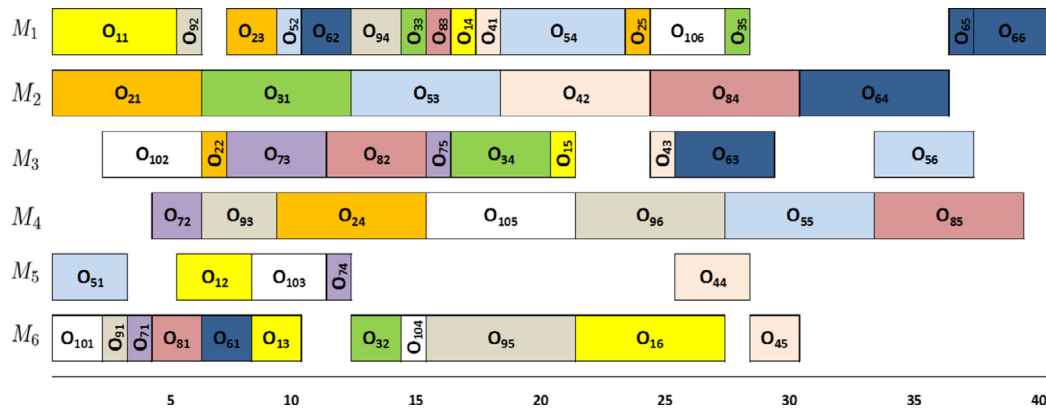 M₁ O₁₁ O₉₂ O₂₃ O₅₂ O₆₂ O₉₄ O₃₃ O₈₃ O₁₄ O₄₁ O₅₄ O₂₅ O₁₀₆ O₃₅ O₆₅ O₆₆
M₂ O₂₁ O₃₁ O₅₃ O₄₂ O₈₄ O₆₄
M₃ O₁₀₂ O₂₂ O₇₃ O₈₂ O₇₅ O₃₄ O₁₅ O₄₃ O₆₃ O₅₆
M₄ O₇₂ O₉₃ O₂₄ O₁₀₅ O₉₆ O₅₅ O₈₅
M₅ O₅₁ O₁₂ O₁₀₃ O₇₄ O₄₄
M₆ O₁₀₁ O₉₁ O₇₁ O₈₁ O₆₁ O₁₃ O₃₂ O₁₀₄ O₉₅ O₁₆ O₄₅
5 10 15 20 25 30 35 40